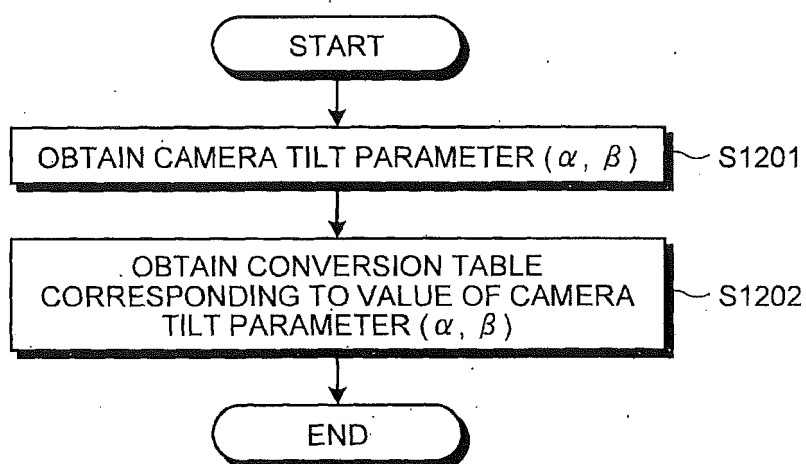 START
OBTAIN CAMERA TILT PARAMETER (α, β)
S1201
OBTAIN CONVERSION TABLE
CORRESPONDING TO VALUE OF CAMERA
TILT PARAMETER (α, β)
S1202
END